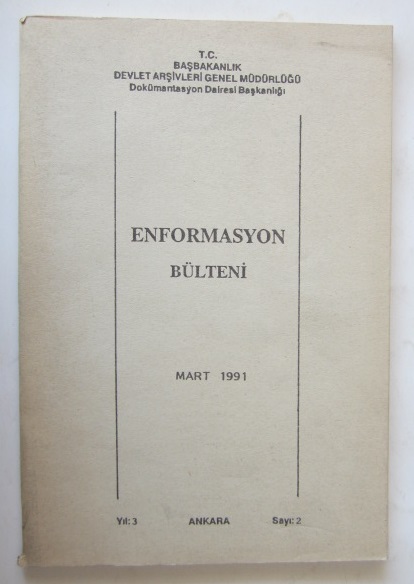 T.C.
BAŞBAKANLIK
DEVLET ARŞİVLERİ GENEL MÜDÜRLÜĞÜ
Dokümantasyon Dairesi Başkanlığı
ENFORMASYON
BÜLTENİ
MART 1991
Yıl: 3 ANKARA Sayı: 2